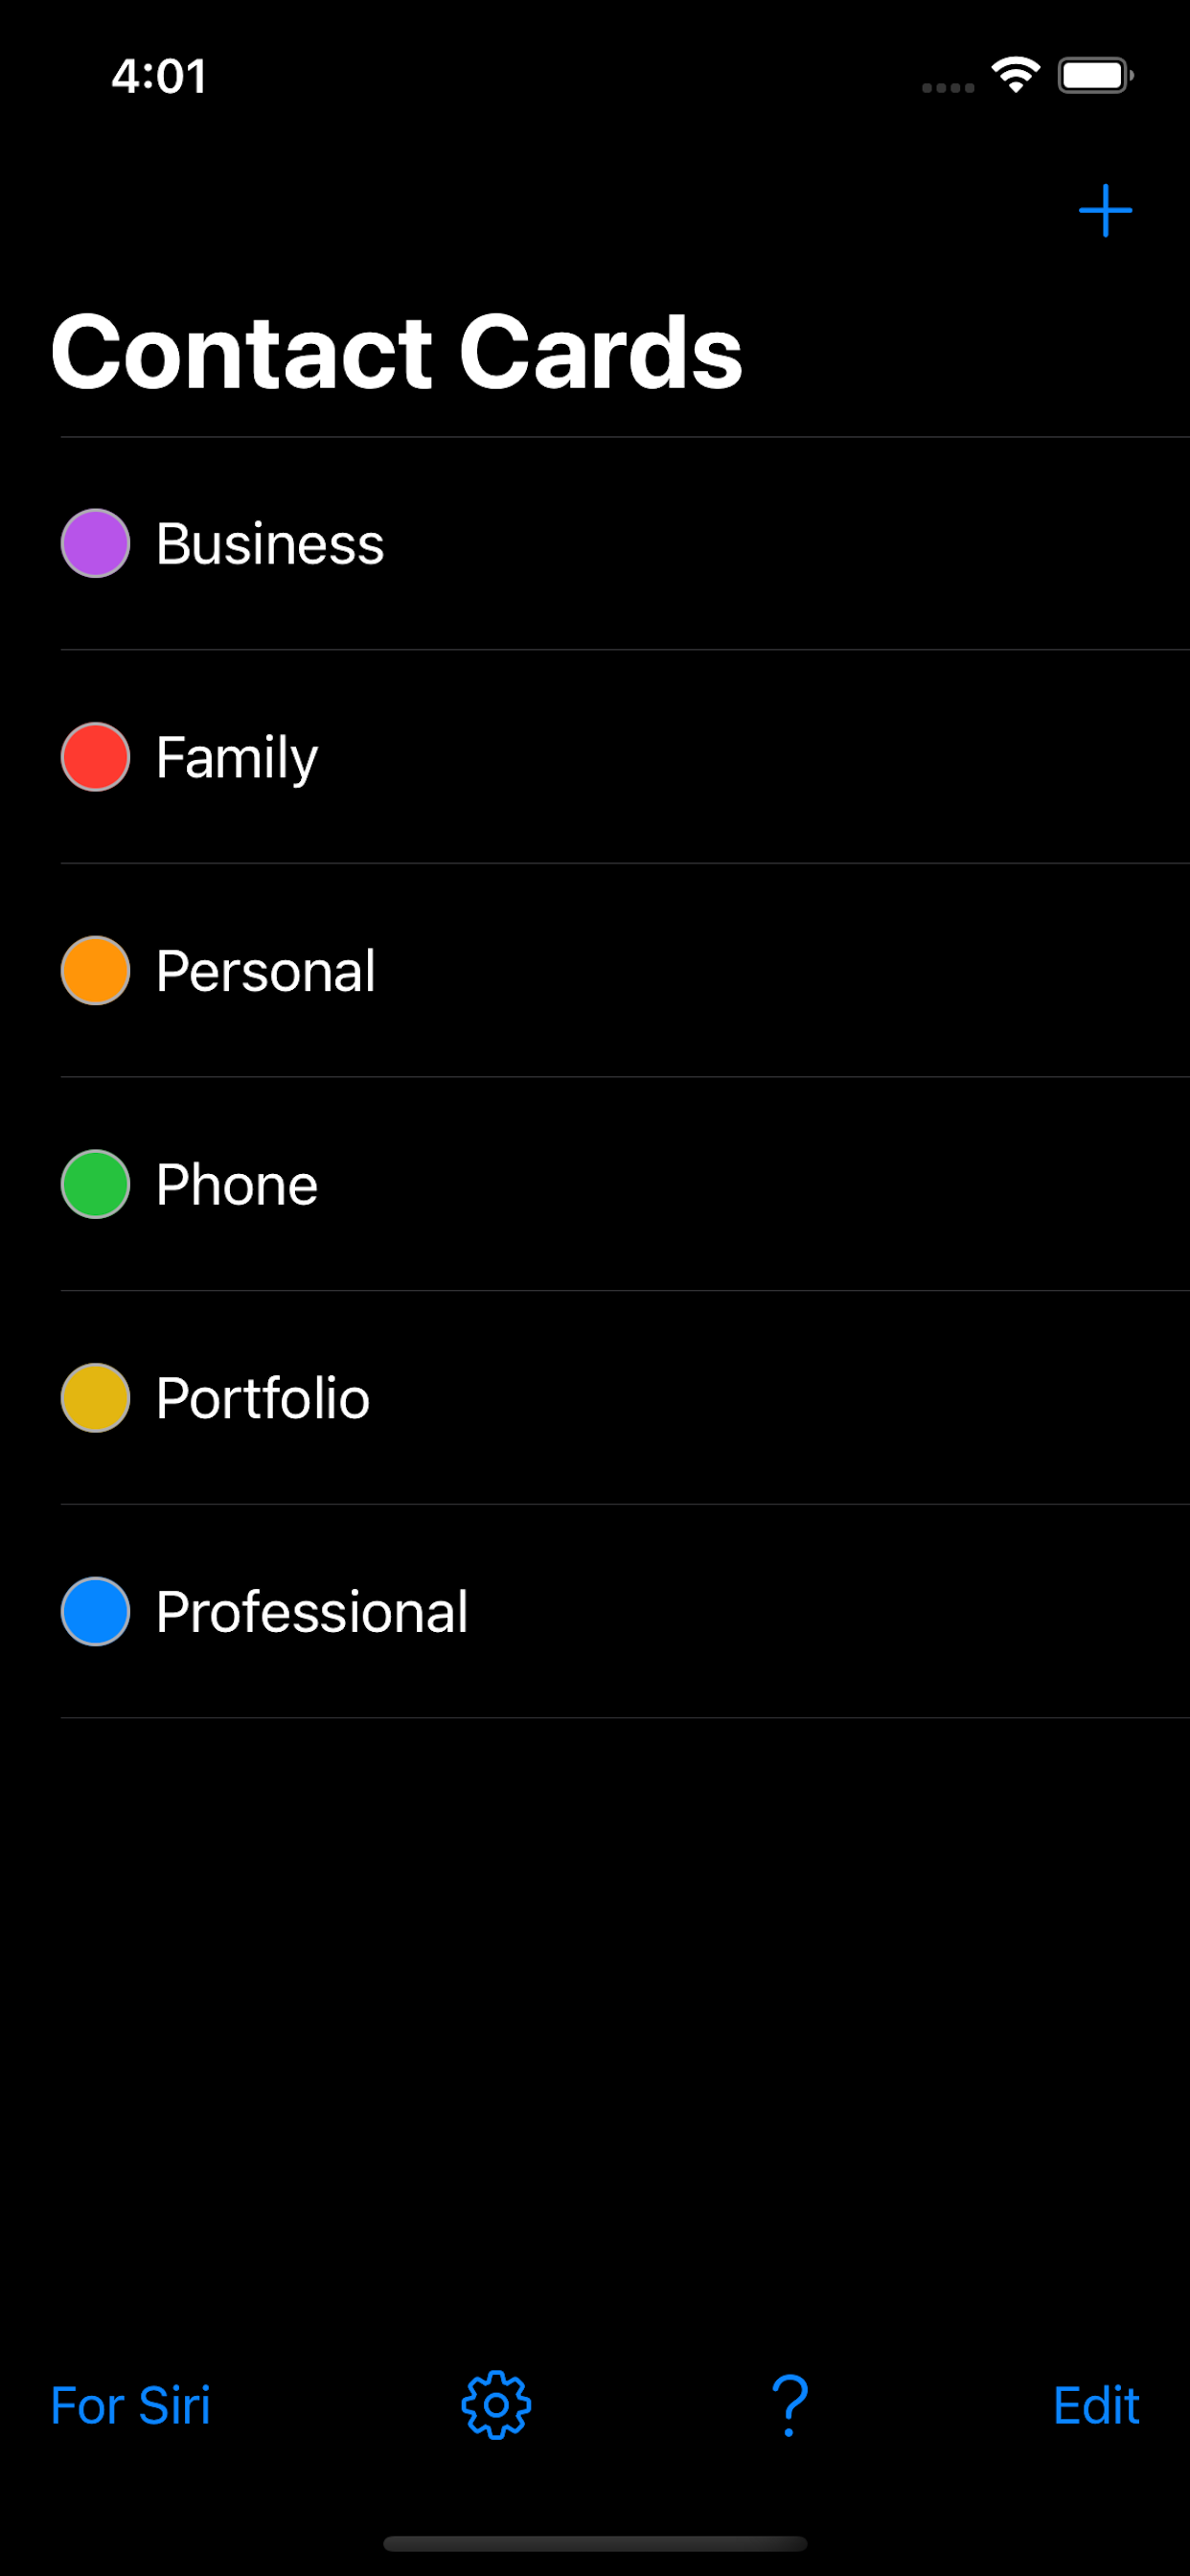 4:01
Contact Cards
Business
Family
Personal
Phone
Portfolio
Professional
For Siri
?
Edit